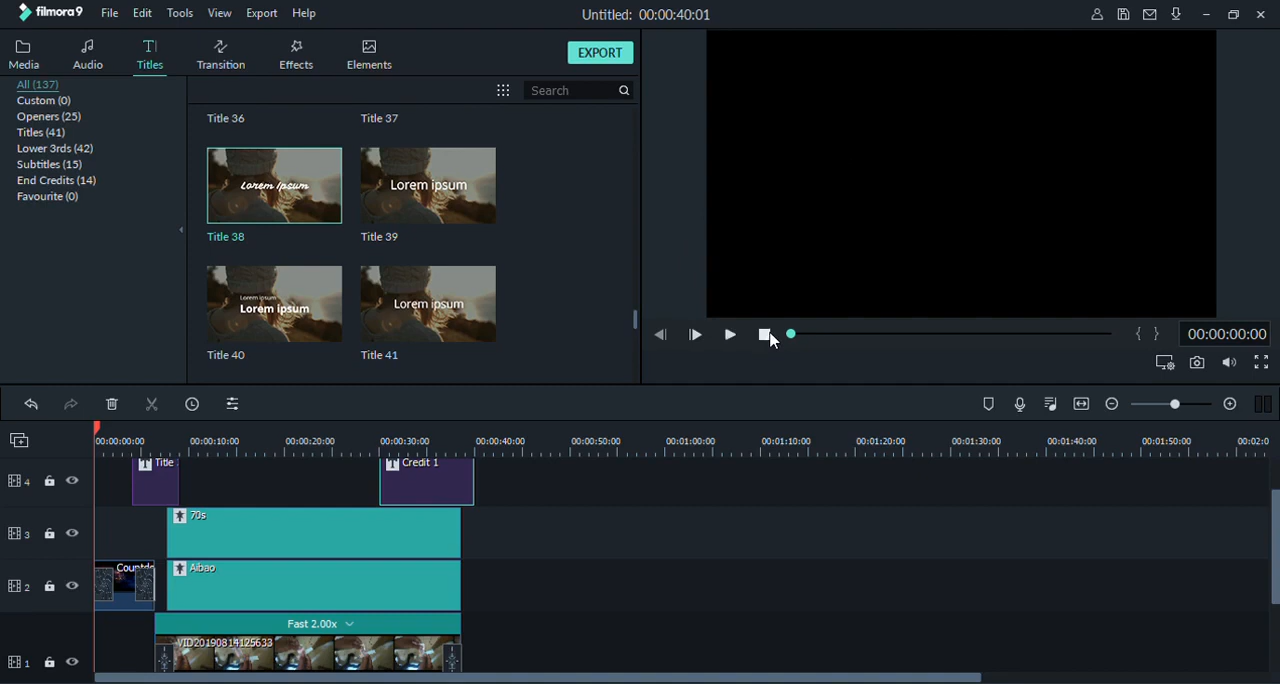 filmora9 File Edit Tools View Export Help Untitled: 00:00:40:01
Media Audio Titles Transition Effects Elements EXPORT
All (137)
Custom (0)
Openers (25)
Titles (41)
Lower 3rds (42)
Subtitles (15)
End Credits (14)
Favourite (0)
Search
Title 36 Title 37
Lorem Ipsum Lorem ipsum
Title 38 Title 39
Lorem ipsum
Lorem ipsum Lorem ipsum
Title 40 Title 41
{ } 00:00:00:00
00:00:00:00 00:00:10:00 00:00:20:00 00:00:30:00 00:00:40:00 00:00:50:00 00:01:00:00 00:01:10:00 00:01:20:00 00:01:30:00 00:01:40:00 00:01:50:00 00:02:0
4 T Title T Credit 1
3 70s
2 Countdo Aibao
Fast 2.00x
1 VID20190814125633